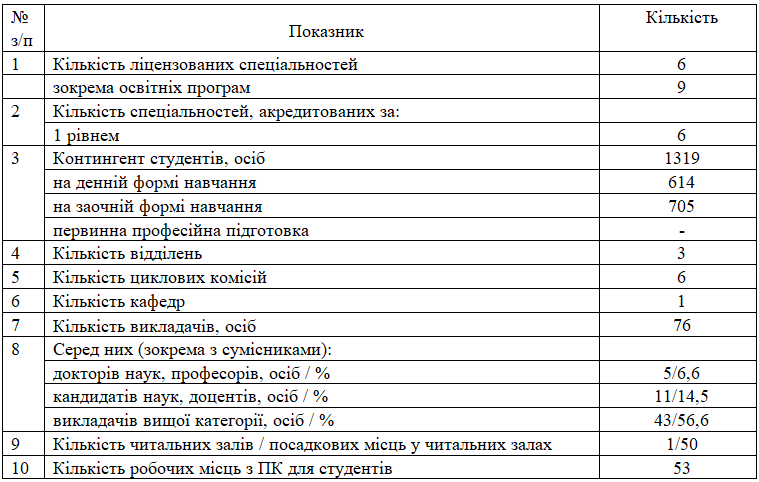 №
з/п
Показник
Кількість
1 Кількість ліцензованих спеціальностей 6
зокрема освітніх програм 9
2 Кількість спеціальностей, акредитованих за:
1 рівнем 6
3 Контингент студентів, осіб 1319
на денній формі навчання 614
на заочній формі навчання 705
первинна професійна підготовка -
4 Кількість відділень 3
5 Кількість циклових комісій 6
6 Кількість кафедр 1
7 Кількість викладачів, осіб 76
8 Серед них (зокрема з сумісниками):
докторів наук, професорів, осіб / % 5/6,6
кандидатів наук, доцентів, осіб / % 11/14,5
викладачів вищої категорії, осіб / % 43/56,6
9 Кількість читальних залів / посадкових місць у читальних залах 1/50
10 Кількість робочих місць з ПК для студентів 53